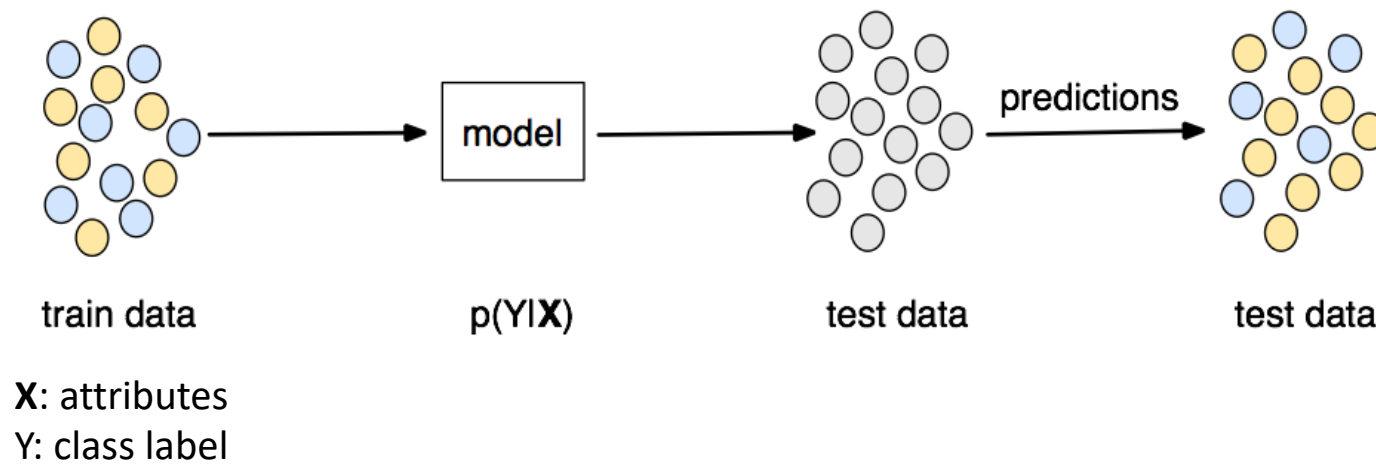 model
predictions
train data
p(Y|X)
test data
test data
X: attributes
Y: class label